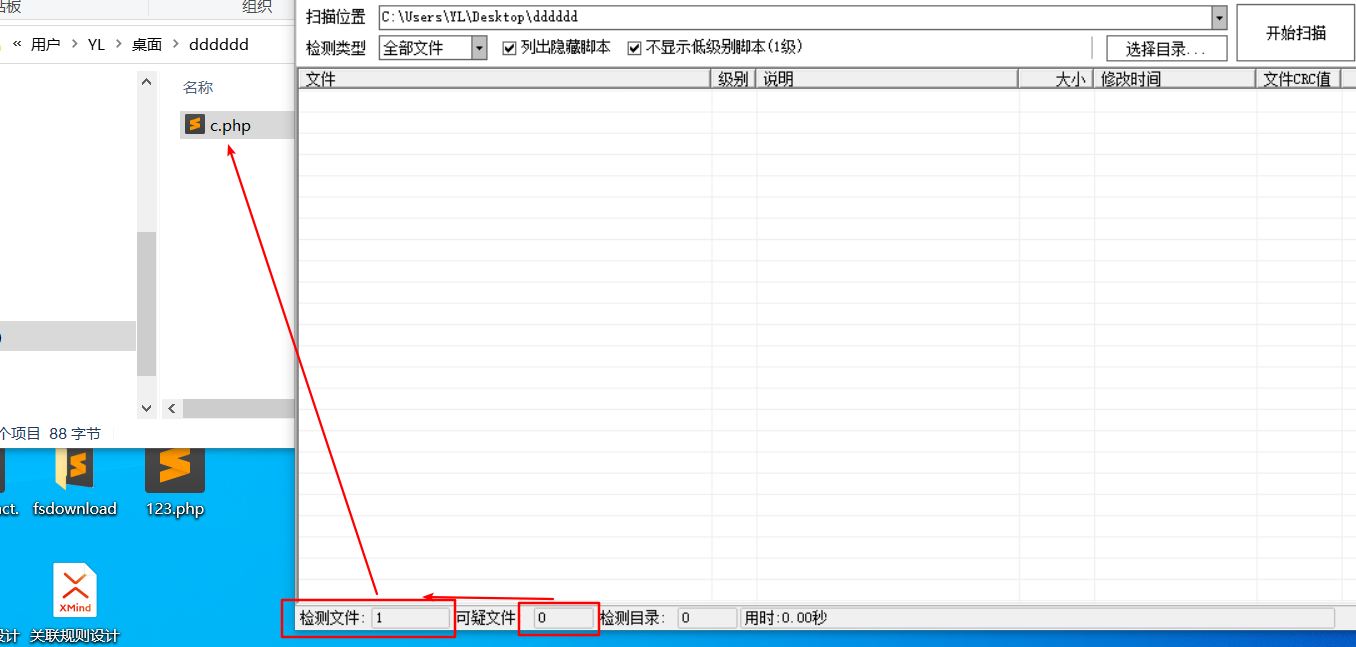 贴板
组织
« 用户 > YL > 桌面 > dddddd
名称
c.php
个项目 88 字节
扫描位置 C:\Users\YL\Desktop\dddddd
开始扫描
检测类型 全部文件 列出隐藏脚本 不显示低级别脚本(1级) 选择目录...
文件 级别 说明 大小 修改时间 文件CRC值
检测文件: 1 可疑文件 0 检测目录: 0 用时:0.00秒
act. fsdownload 123.php
XMind
设计 关联规则设计